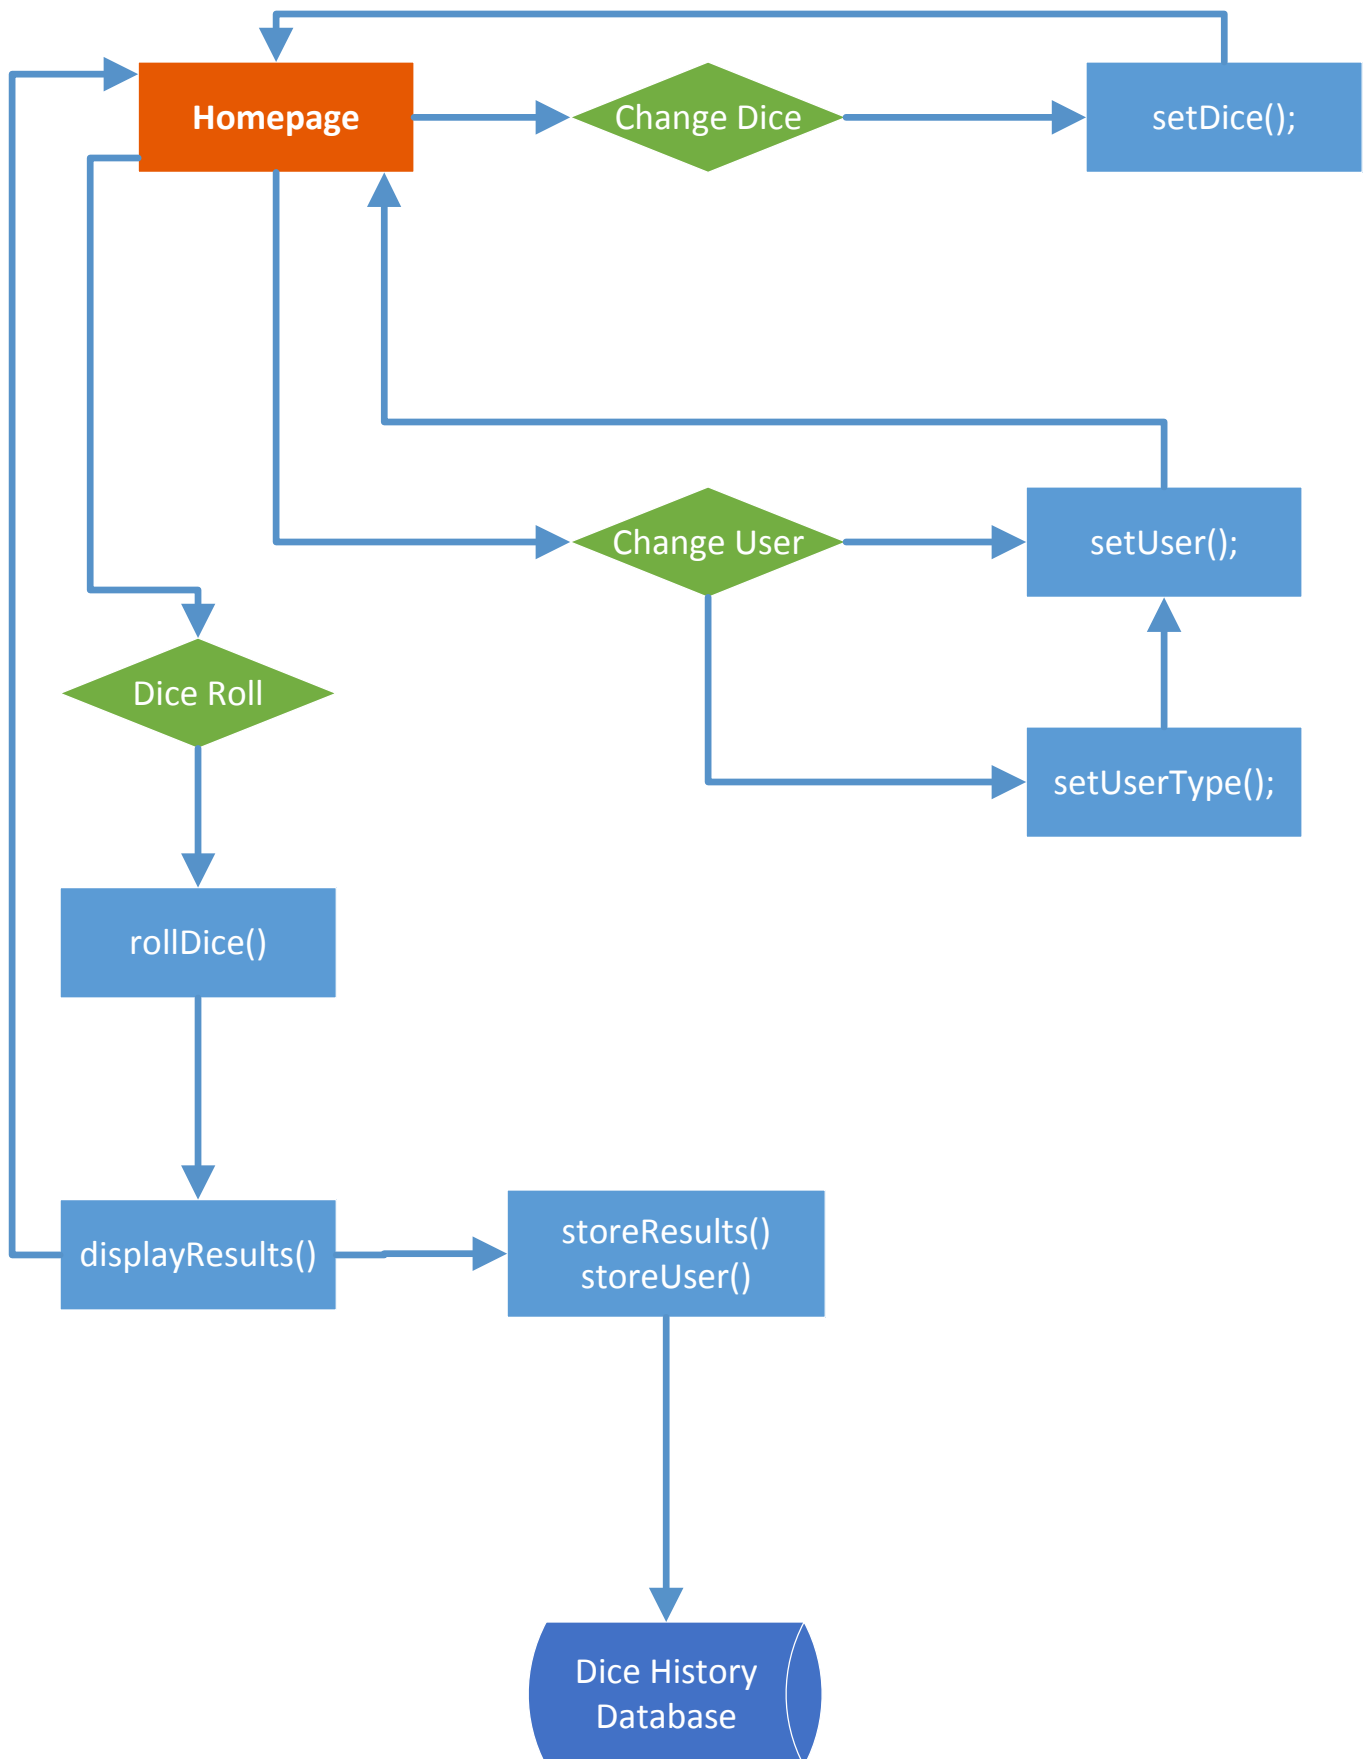 Homepage
Change Dice
setDice();
Change User
setUser();
Dice Roll
setUserType();
rollDice()
displayResults()
storeResults()
storeUser()
Dice History
Database